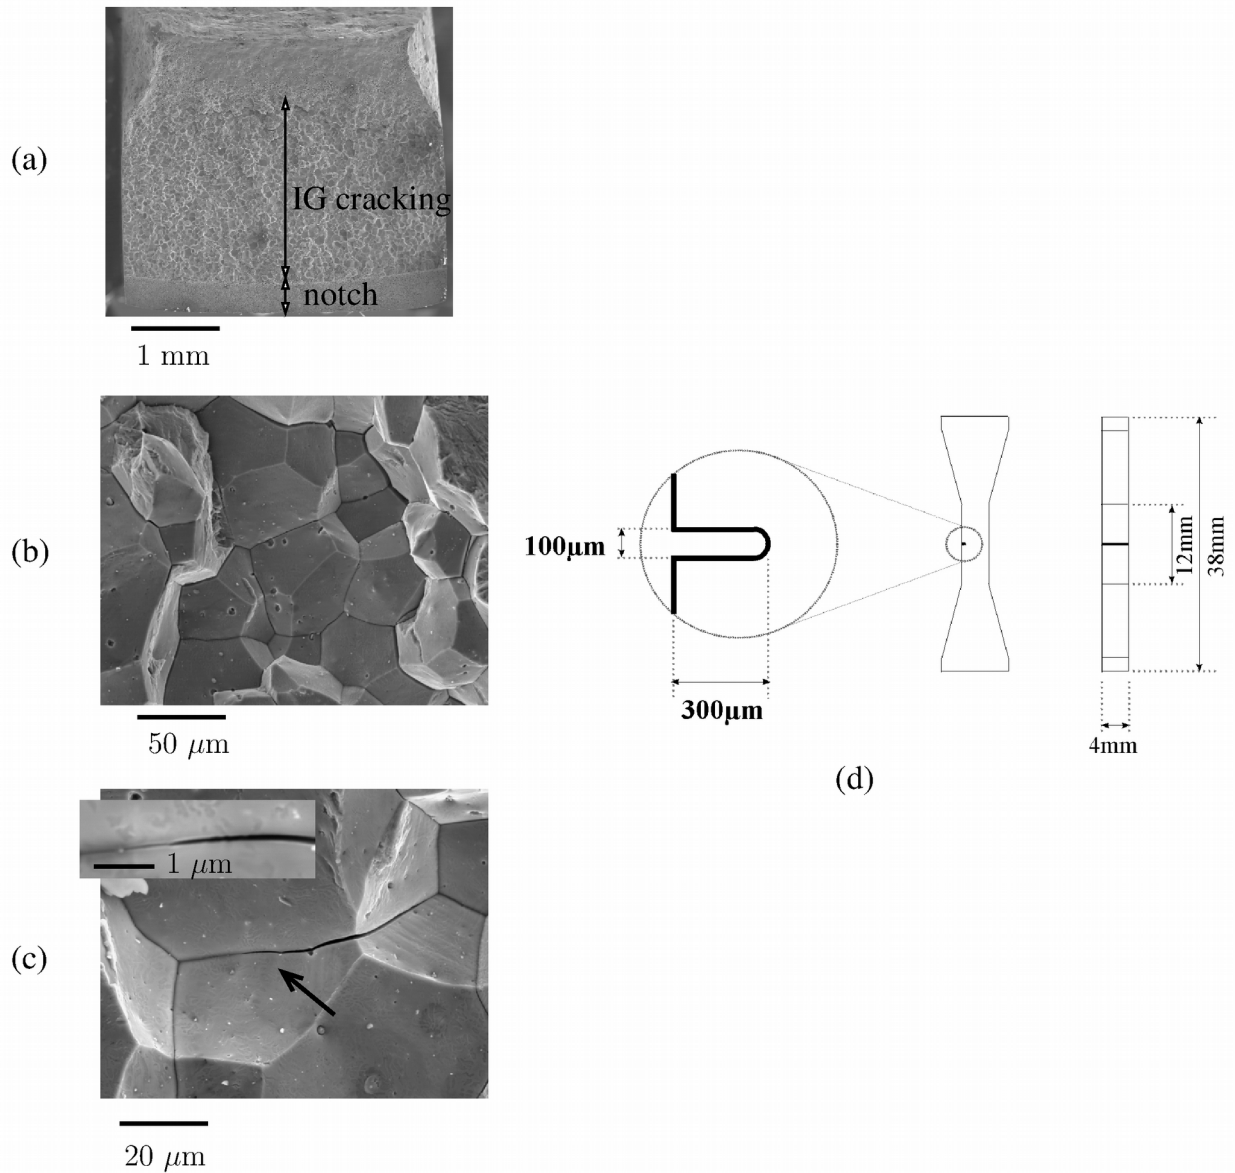 (a)
IG cracking
notch
1 mm
(b)
50 μm
(c)
1 μm
20 μm
100μm
300μm
12mm
38mm
4mm
(d)